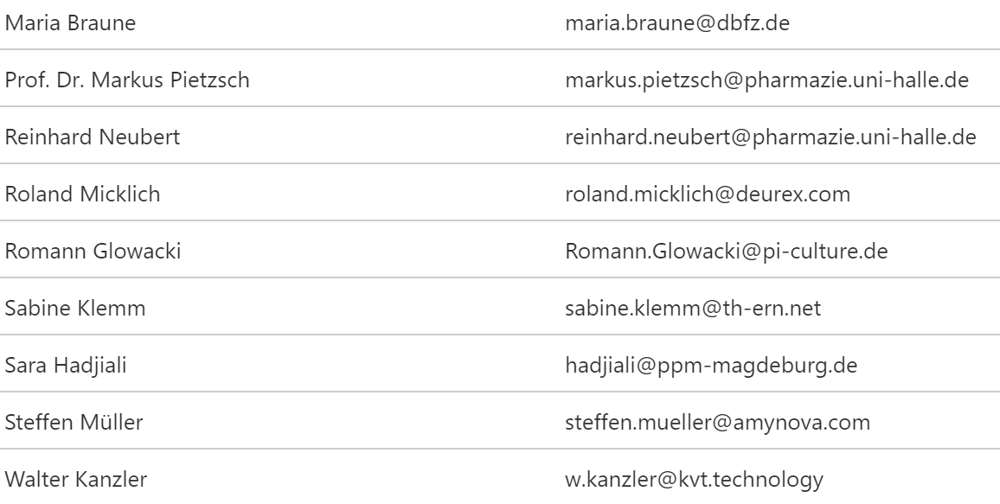 Maria Braune maria.braune@dbfz.de
Prof. Dr. Markus Pietzsch markus.pietzsch@pharmazie.uni-halle.de
Reinhard Neubert reinhard.neubert@pharmazie.uni-halle.de
Roland Micklich roland.micklich@deurex.com
Romann Glowacki Romann.Glowacki@pi-culture.de
Sabine Klemm sabine.klemm@th-ern.net
Sara Hadjiali hadjiali@ppm-magdeburg.de
Steffen Müller steffen.mueller@amynova.com
Walter Kanzler w.kanzler@kvt.technology